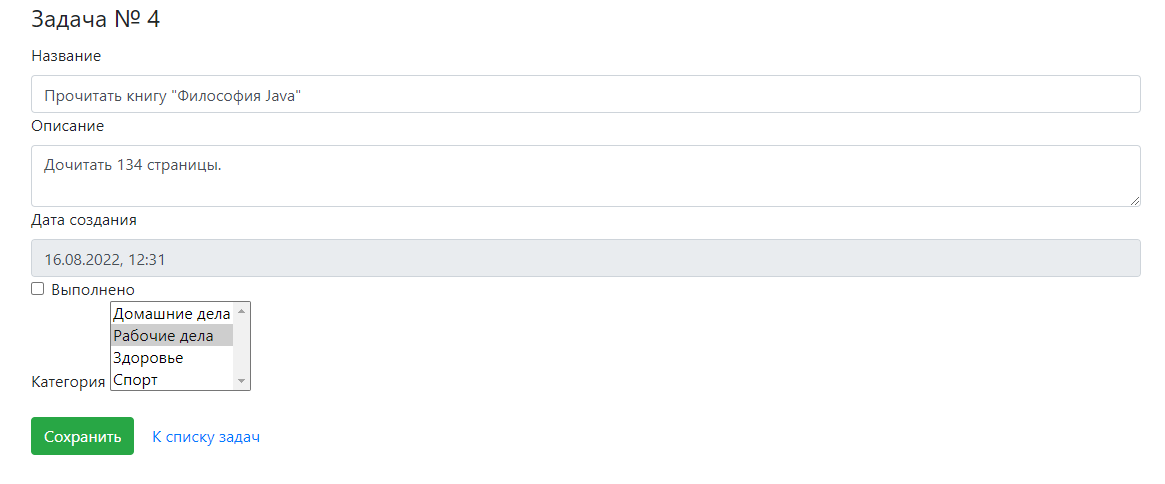 Задача № 4
Название
Прочитать книгу "Философия Java"
Описание
Дочитать 134 страницы.
Дата создания
16.08.2022, 12:31
Выполнено
Домашние дела
Рабочие дела
Здоровье
Категория Спорт
Сохранить К списку задач